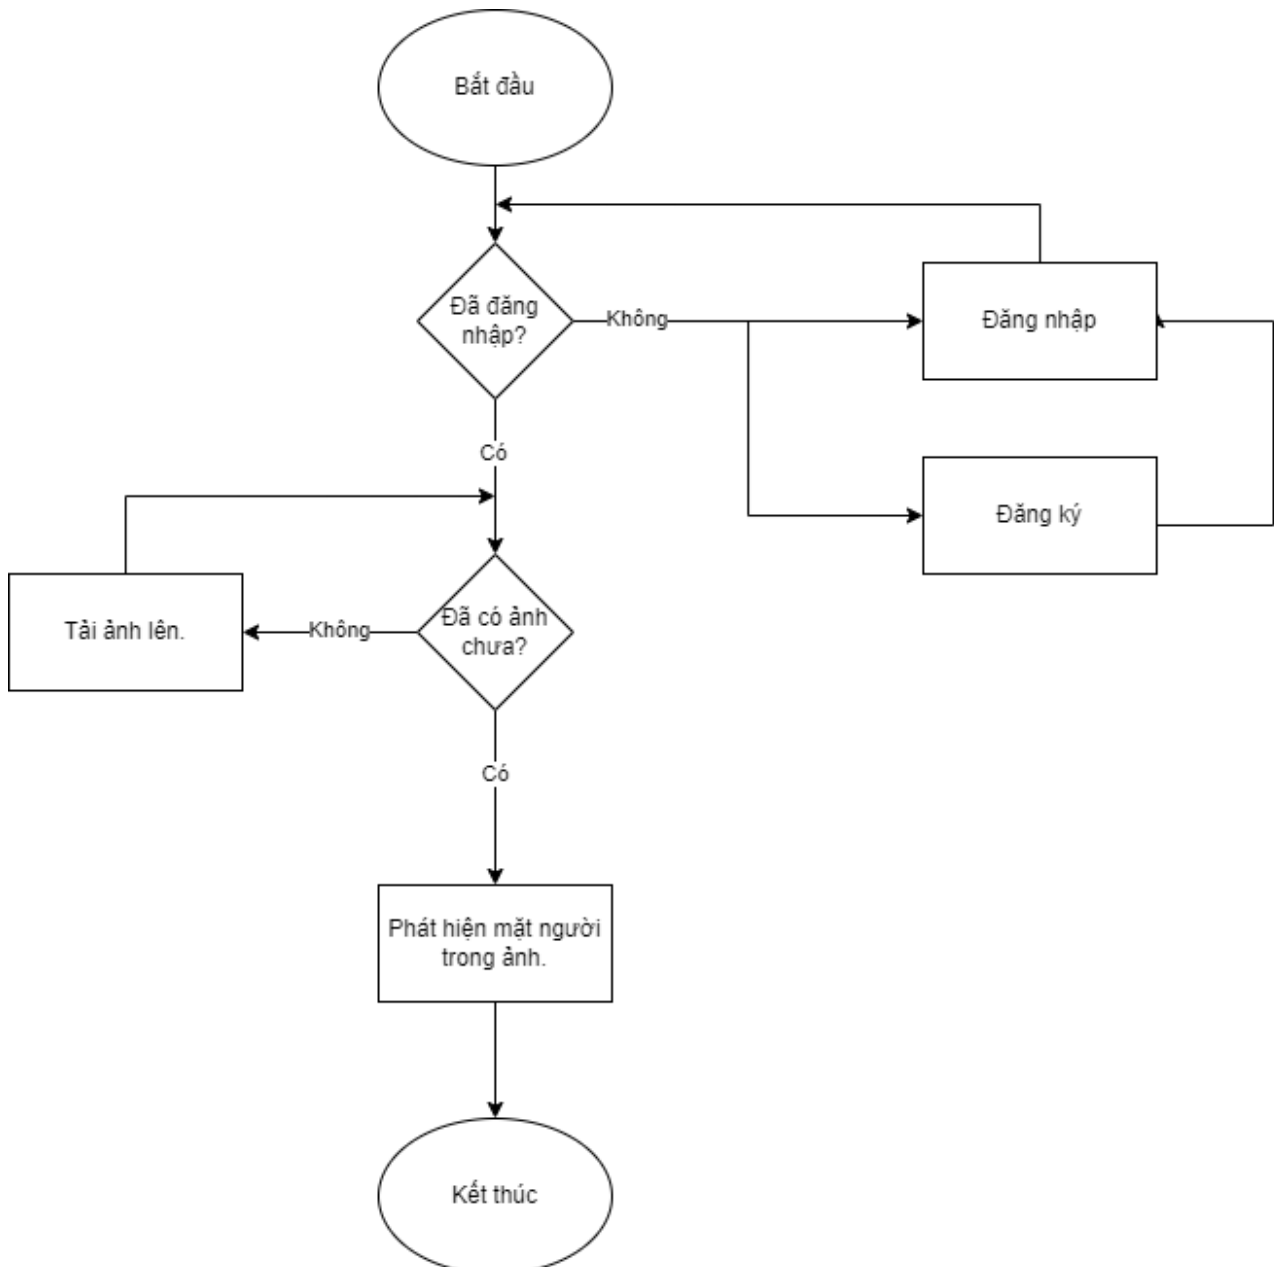 Bắt đầu
Đã đăng
nhập?
Không
Đăng nhập
Có
Đăng ký
Tải ảnh lên.
Không
Đã có ảnh
chưa?
Có
Phát hiện mặt người
trong ảnh.
Kết thúc